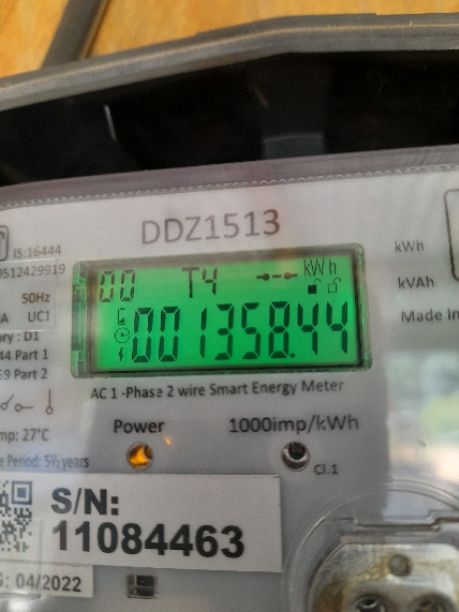 DDZ1513
IS:16444
0512429919
kWh
kVAh
50Hz
UC1
Made In
00 T4 kWh
001358.44
ory : D1
44 Part 1
59 Part 2
AC 1 -Phase 2 wire Smart Energy Meter
mp: 27°C
Power
1000imp/kWh
e Period: 5½ years
Cl.1
S/N:
11084463
G: 04/2022